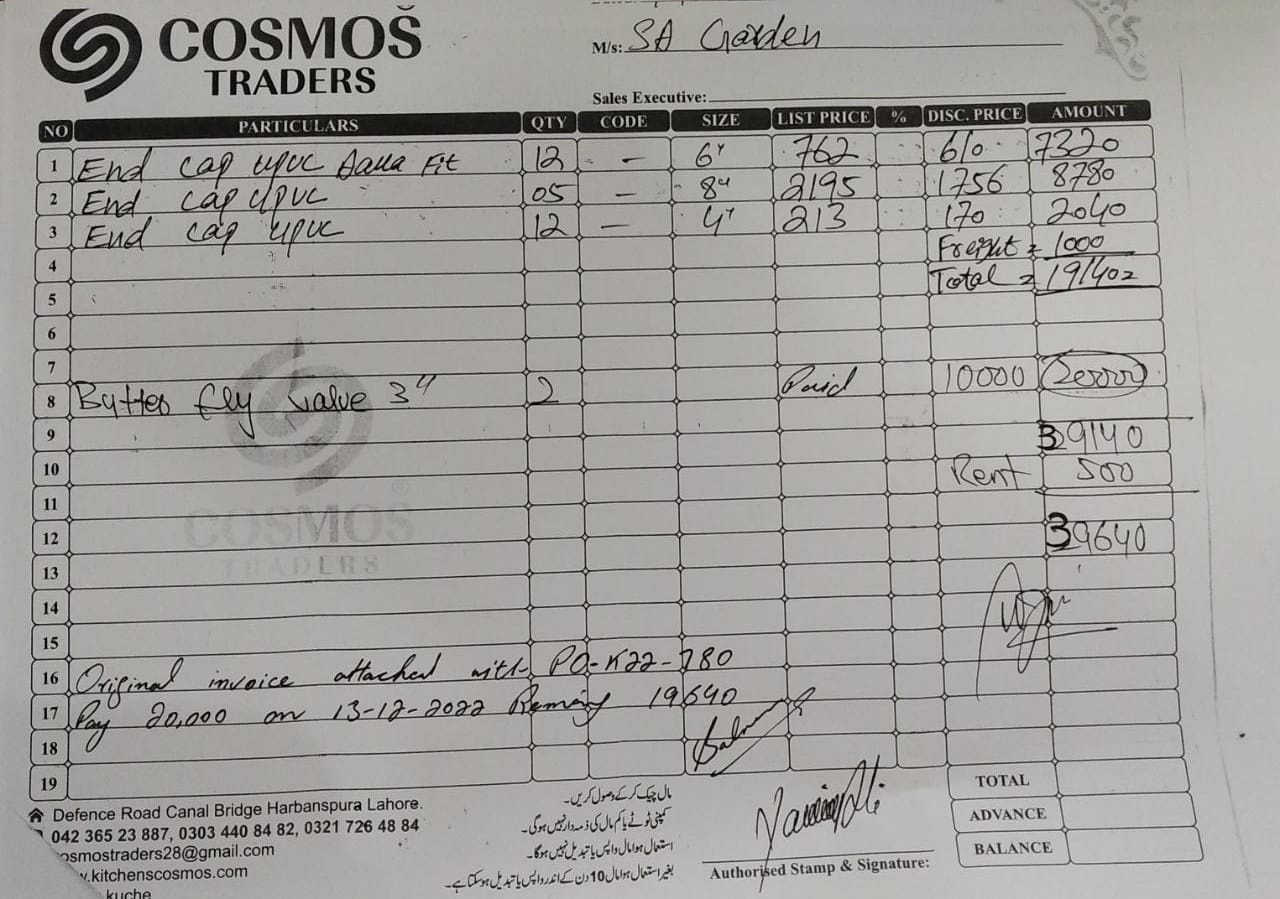 COSMOS
TRADERS
M/s: SA Garden
Sales Executive:
NO PARTICULARS QTY CODE SIZE LIST PRICE % DISC. PRICE AMOUNT
1 End cap upvc Aqua Fit 12 - 6" 762 610 7320
2 End cap upvc 05 - 8" 2195 1756 8780
3 End cap upvc 12 - 4" 213 170 2040
4 Freight = 1000
5 Total = 19140
6
7
8 Butter fly valve 3" 2 Paid 10000 20000
9 39140
10 Rent 500
11
12 39640
COSMOS
TRADERS
13
14
15
16 Original invoice attached with PO-K22-780
17 Pay 20,000 on 13-12-2022 Remaing 19640
18
19
TOTAL
ADVANCE
BALANCE
Defence Road Canal Bridge Harbanspura Lahore.
042 365 23 887, 0303 440 84 82, 0321 726 48 84
osmostraders28@gmail.com
.kitchenscosmos.com
kuche
مال چیک کر کے وصول کریں۔
کمپنی ٹوٹے یا کم مال کی ذمہ دار نہیں ہوگی۔
استعمال ہوا مال واپس یا تبدیل نہیں ہوگا۔
بغیر استعمال ہوا مال 10 دن کے اندر واپس یا تبدیل ہوسکتا ہے۔
Authorised Stamp & Signature: